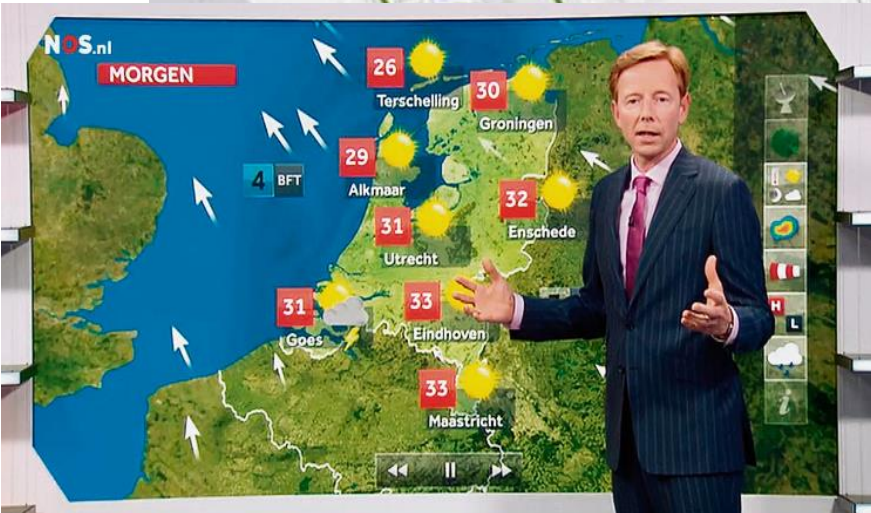 NOS.nl
MORGEN
26
Terschelling
30
Groningen
29
Alkmaar
4 BFT
32
Enschede
31
Utrecht
31
Goes
33
Eindhoven
33
Maastricht
H
L
i